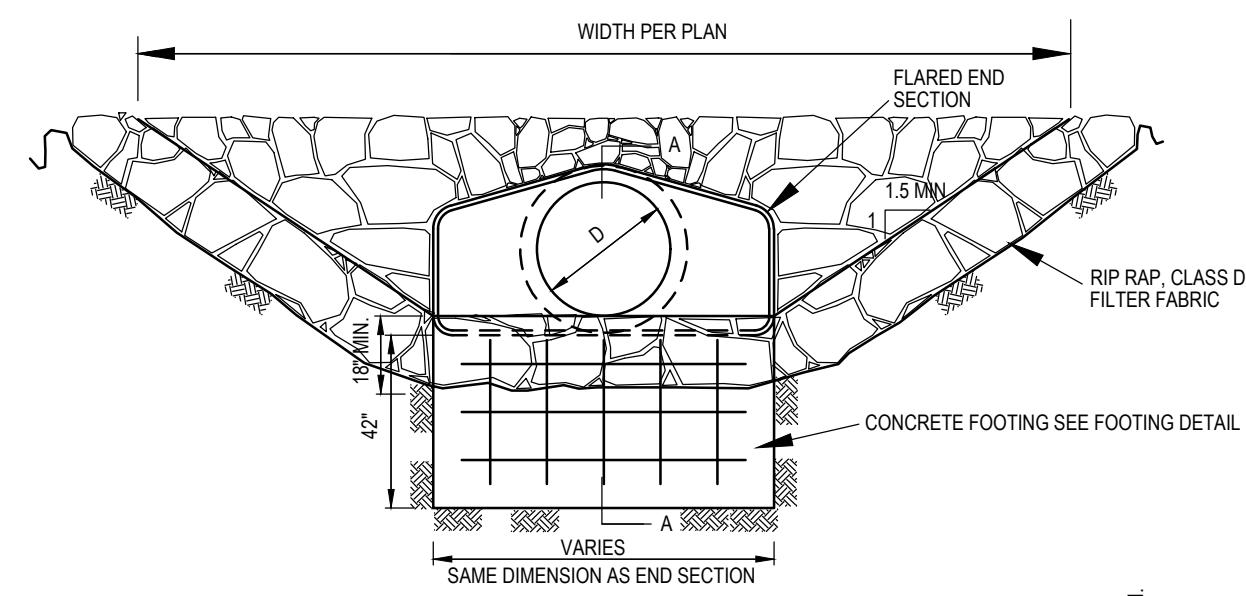 WIDTH PER PLAN
FLARED END
SECTION
A
1.5 MIN
1
D
RIP RAP, CLASS D
FILTER FABRIC
18" MIN.
42"
CONCRETE FOOTING SEE FOOTING DETAIL
A
VARIES
SAME DIMENSION AS END SECTION